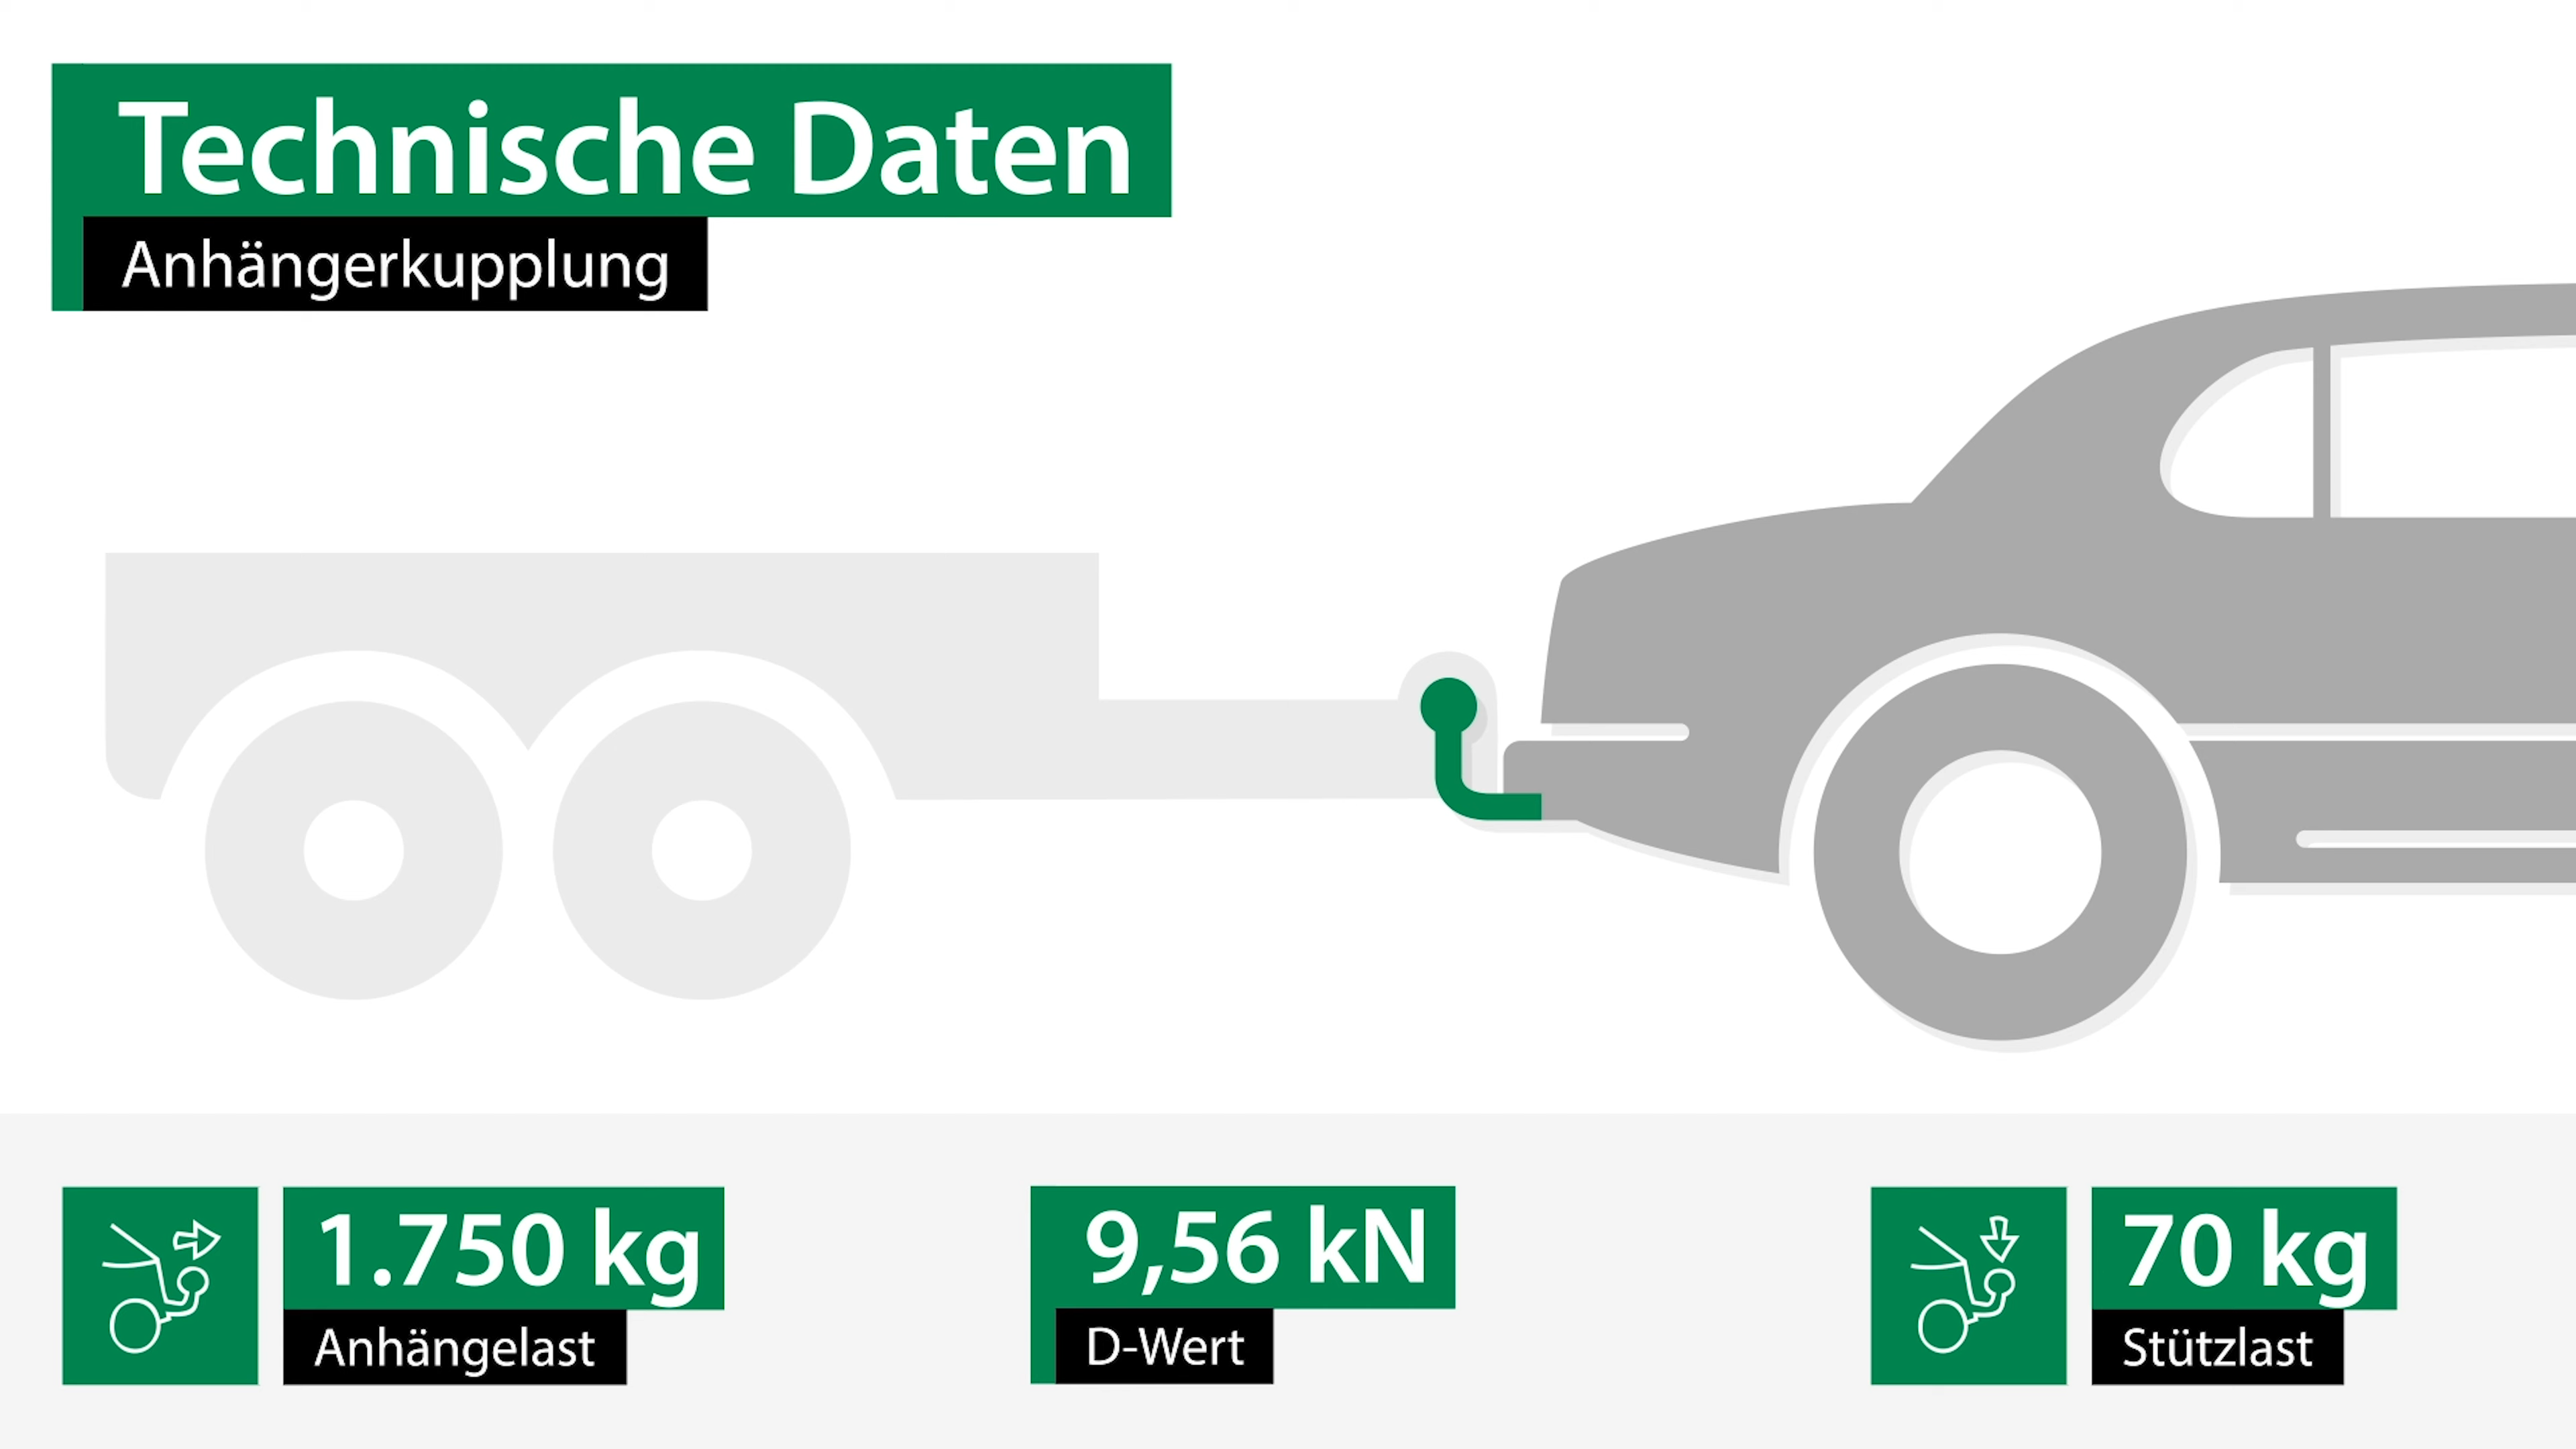 Technische Daten
Anhängerkupplung
1.750 kg
Anhängelast
9,56 kN
D-Wert
70 kg
Stützlast